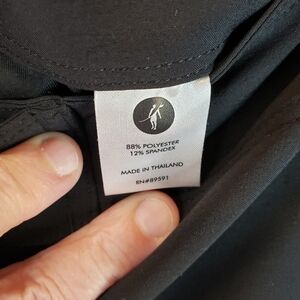 88% POLYESTER
12% SPANDEX
MADE IN THAILAND
RN#89591